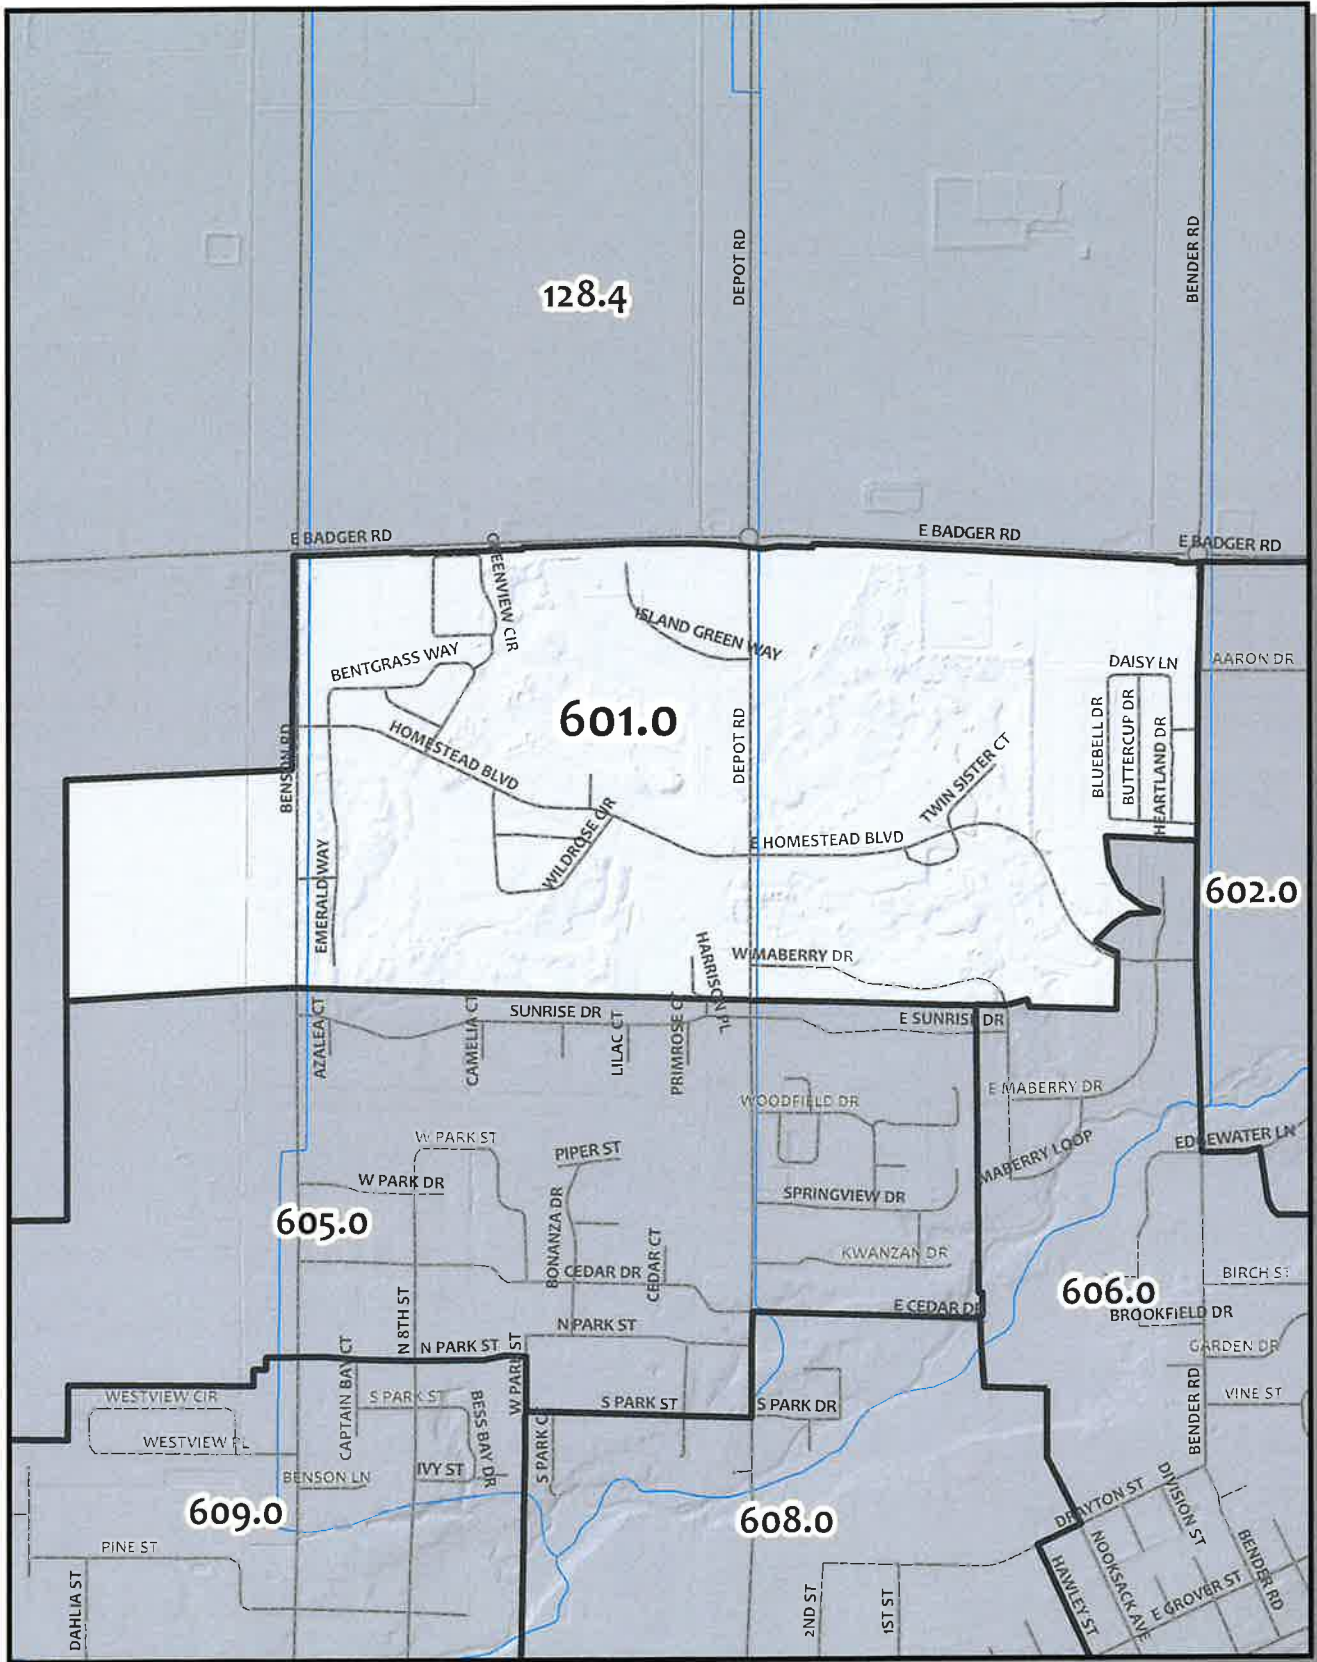 DEPOT RD
BENDER RD
128.4
E BADGER RD
E BADGER RD
E BADGER RD
GREENVIEW CIR
ISLAND GREEN WAY
BENTGRASS WAY
DAISY LN
AARON DR
601.0
BENSON RD
HOMESTEAD BLVD
DEPOT RD
TWIN SISTER CT
BLUEBELL DR
BUTTERCUP DR
HEARTLAND DR
WILDROSE CIR
E HOMESTEAD BLVD
602.0
EMERALD WAY
HARRISON PL
W MABERRY DR
AZALEA CT
CAMELIA CT
SUNRISE DR
LILAC CT
PRIMROSE CT
E SUNRISE DR
WOODFIELD DR
E MABERRY DR
W PARK ST
PIPER ST
MABERRY LOOP
EDGEWATER LN
W PARK DR
SPRINGVIEW DR
605.0
BONANZA DR
CEDAR CT
KWANZAN DR
CEDAR DR
606.0
BIRCH ST
E CEDAR DR
BROOKFIELD DR
N 8TH ST
N PARK ST
N PARK ST
GARDEN DR
CAPTAIN BAY CT
W PARK ST
WESTVIEW CIR
S PARK ST
BESS BAY DR
S PARK ST
S PARK DR
VINE ST
BENDER RD
WESTVIEW PL
S PARK C
BENSON LN
IVY ST
609.0
608.0
DRAYTON ST
DIVISION ST
PINE ST
NOOKSACK AVE
BENDER RD
HAWLEY ST
E GROVER ST
DAHLIA ST
2ND ST
1ST ST